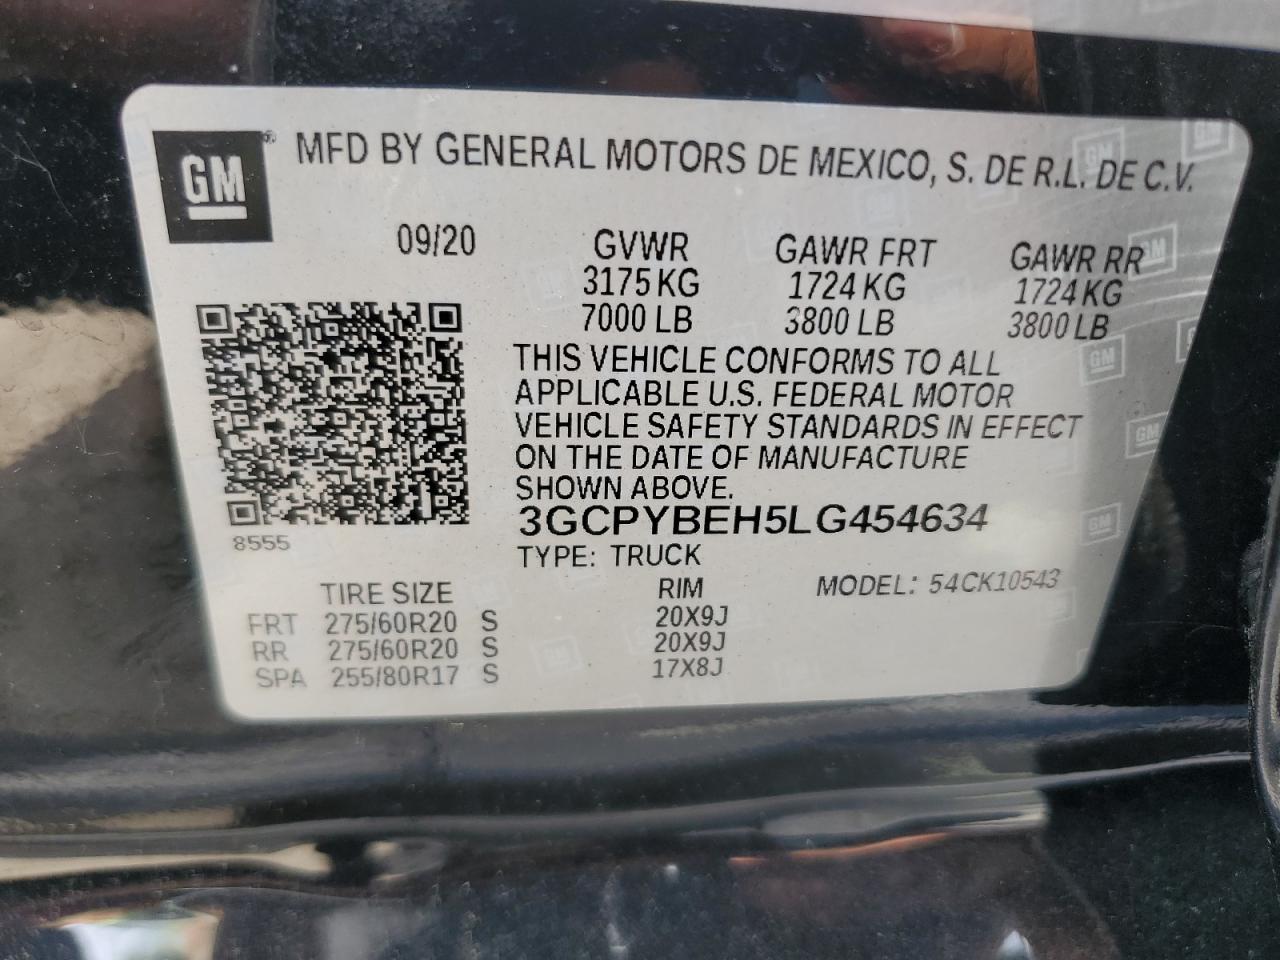 GM® MFD BY GENERAL MOTORS DE MEXICO, S. DE R.L. DE C.V.
09/20 GVWR GAWR FRT GAWR RR
3175 KG 1724 KG 1724 KG
7000 LB 3800 LB 3800 LB
THIS VEHICLE CONFORMS TO ALL
APPLICABLE U.S. FEDERAL MOTOR
VEHICLE SAFETY STANDARDS IN EFFECT
ON THE DATE OF MANUFACTURE
SHOWN ABOVE.
3GCPYBEH5LG454634
8555
TYPE: TRUCK
TIRE SIZE RIM MODEL: 54CK10543
FRT 275/60R20 S 20X9J
RR 275/60R20 S 20X9J
SPA 255/80R17 S 17X8J